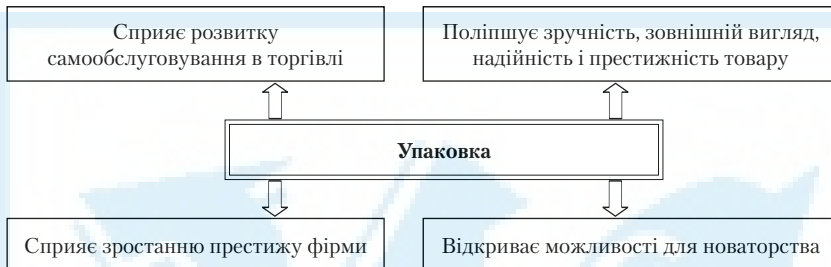 Сприяє розвитку
самообслуговування в торгівлі
Поліпшує зручність, зовнішній вигляд,
надійність і престижність товару
Упаковка
Сприяє зростанню престижу фірми
Відкриває можливості для новаторства